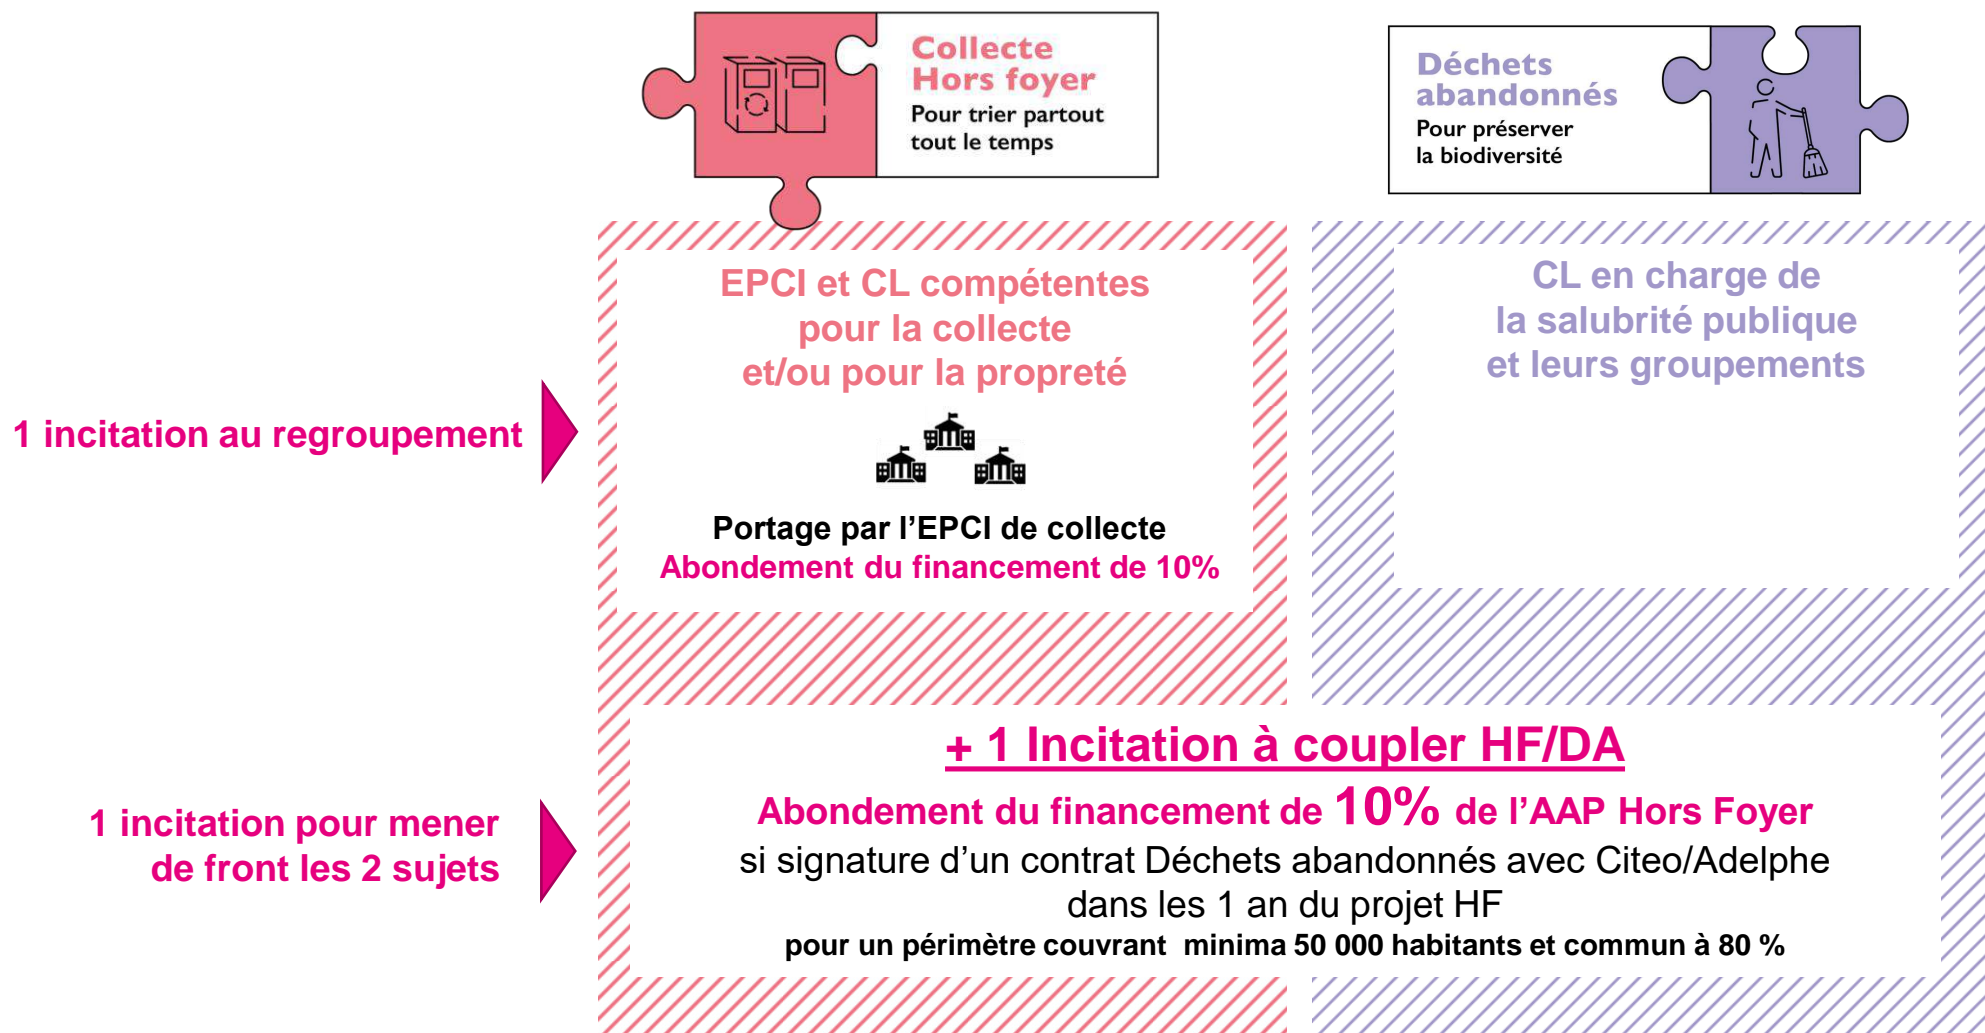 Collecte
Hors foyer
Pour trier partout
tout le temps
Déchets
abandonnés
Pour préserver
la biodiversité
EPCI et CL compétentes
pour la collecte
et/ou pour la propreté
CL en charge de
la salubrité publique
et leurs groupements
1 incitation au regroupement
Portage par l’EPCI de collecte
Abondement du financement de 10%
+ 1 Incitation à coupler HF/DA
1 incitation pour mener
de front les 2 sujets
Abondement du financement de 10% de l’AAP Hors Foyer
si signature d’un contrat Déchets abandonnés avec Citeo/Adelphe
dans les 1 an du projet HF
pour un périmètre couvrant minima 50 000 habitants et commun à 80 %